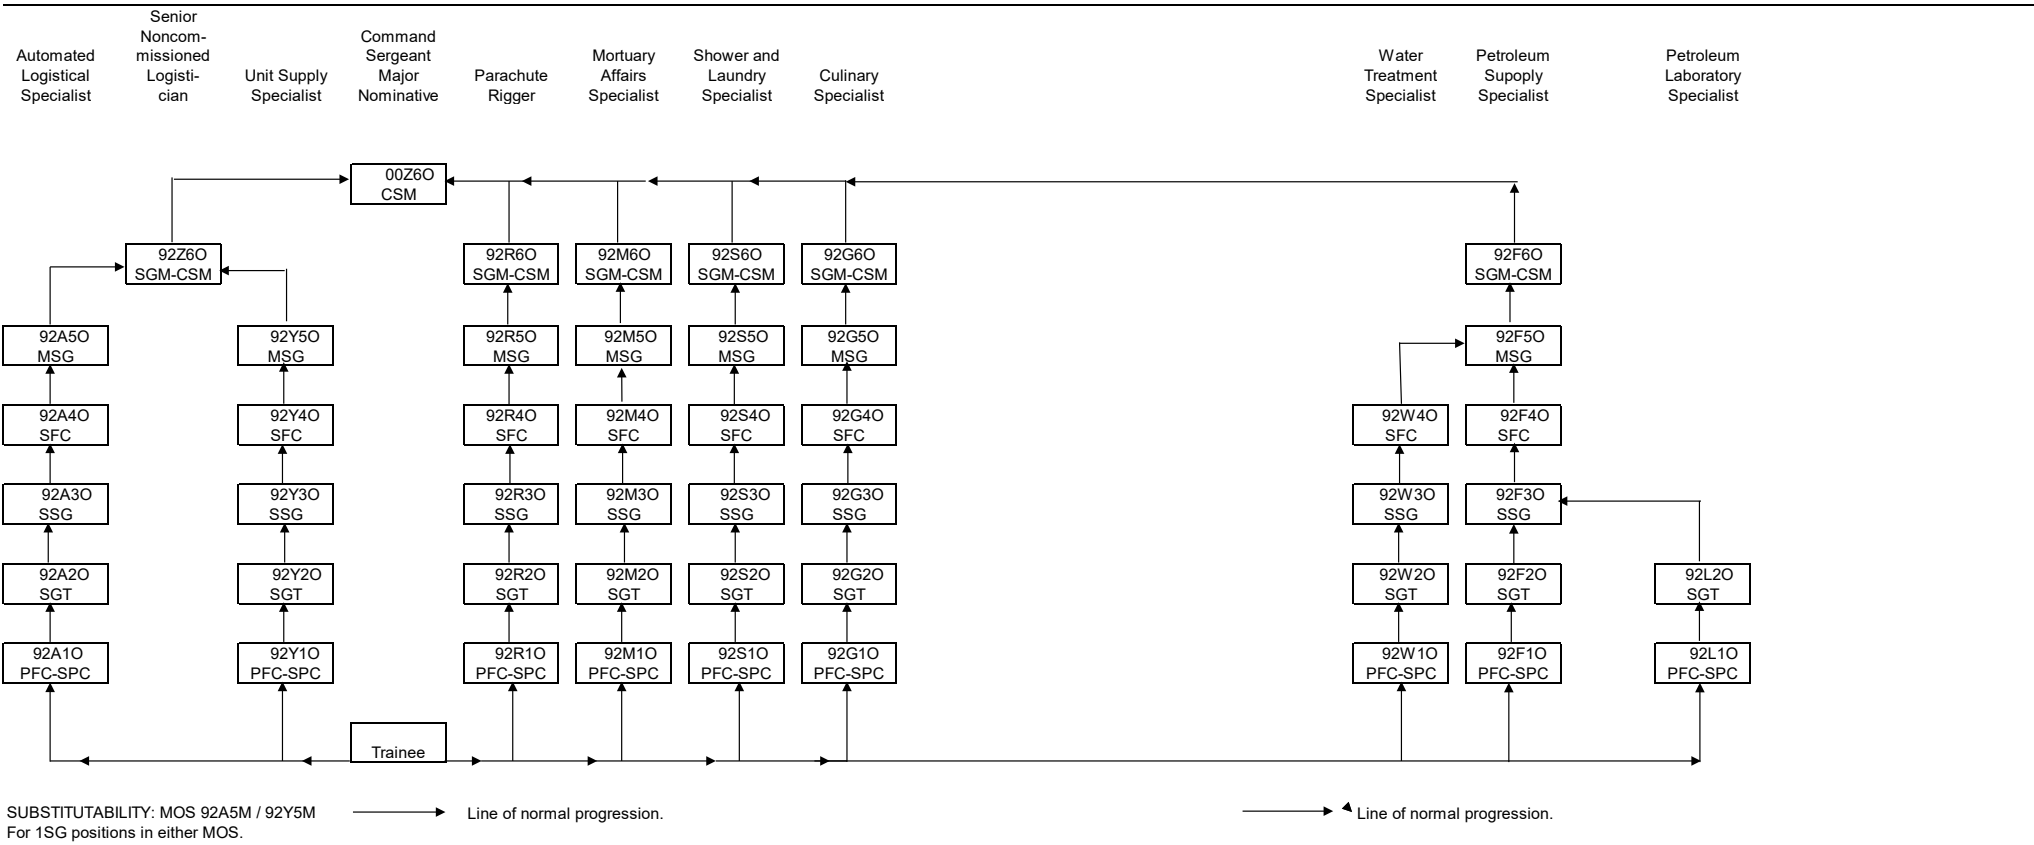 Senior
Noncom-
missioned
Logisti-
cian
Automated
Logistical
Specialist
Unit Supply
Specialist
Command
Sergeant
Major
Nominative
Parachute
Rigger
Mortuary
Affairs
Specialist
Shower and
Laundry
Specialist
Culinary
Specialist
Water
Treatment
Specialist
Petroleum
Supoply
Specialist
Petroleum
Laboratory
Specialist
00Z6O
CSM
92Z6O
SGM-CSM
92R6O
SGM-CSM
92M6O
SGM-CSM
92S6O
SGM-CSM
92G6O
SGM-CSM
92F6O
SGM-CSM
92A5O
MSG
92Y5O
MSG
92R5O
MSG
92M5O
MSG
92S5O
MSG
92G5O
MSG
92F5O
MSG
92A4O
SFC
92Y4O
SFC
92R4O
SFC
92M4O
SFC
92S4O
SFC
92G4O
SFC
92W4O
SFC
92F4O
SFC
92A3O
SSG
92Y3O
SSG
92R3O
SSG
92M3O
SSG
92S3O
SSG
92G3O
SSG
92W3O
SSG
92F3O
SSG
92A2O
SGT
92Y2O
SGT
92R2O
SGT
92M2O
SGT
92S2O
SGT
92G2O
SGT
92W2O
SGT
92F2O
SGT
92L2O
SGT
92A1O
PFC-SPC
92Y1O
PFC-SPC
92R1O
PFC-SPC
92M1O
PFC-SPC
92S1O
PFC-SPC
92G1O
PFC-SPC
92W1O
PFC-SPC
92F1O
PFC-SPC
92L1O
PFC-SPC
Trainee
SUBSTITUTABILITY: MOS 92A5M / 92Y5M
For 1SG positions in either MOS.
Line of normal progression.
Line of normal progression.